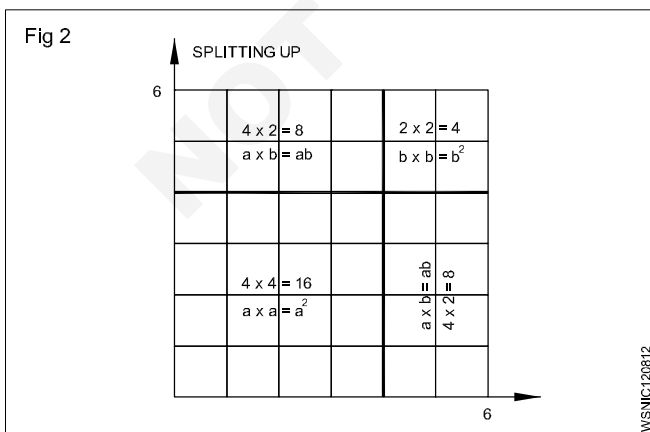 Fig 2
SPLITTING UP
6
4 x 2 = 8
a x b = ab
2 x 2 = 4
b x b = b²
4 x 4 = 16
a x a = a²
a x b = ab
4 x 2 = 8
6
WSNIC120812
NOT